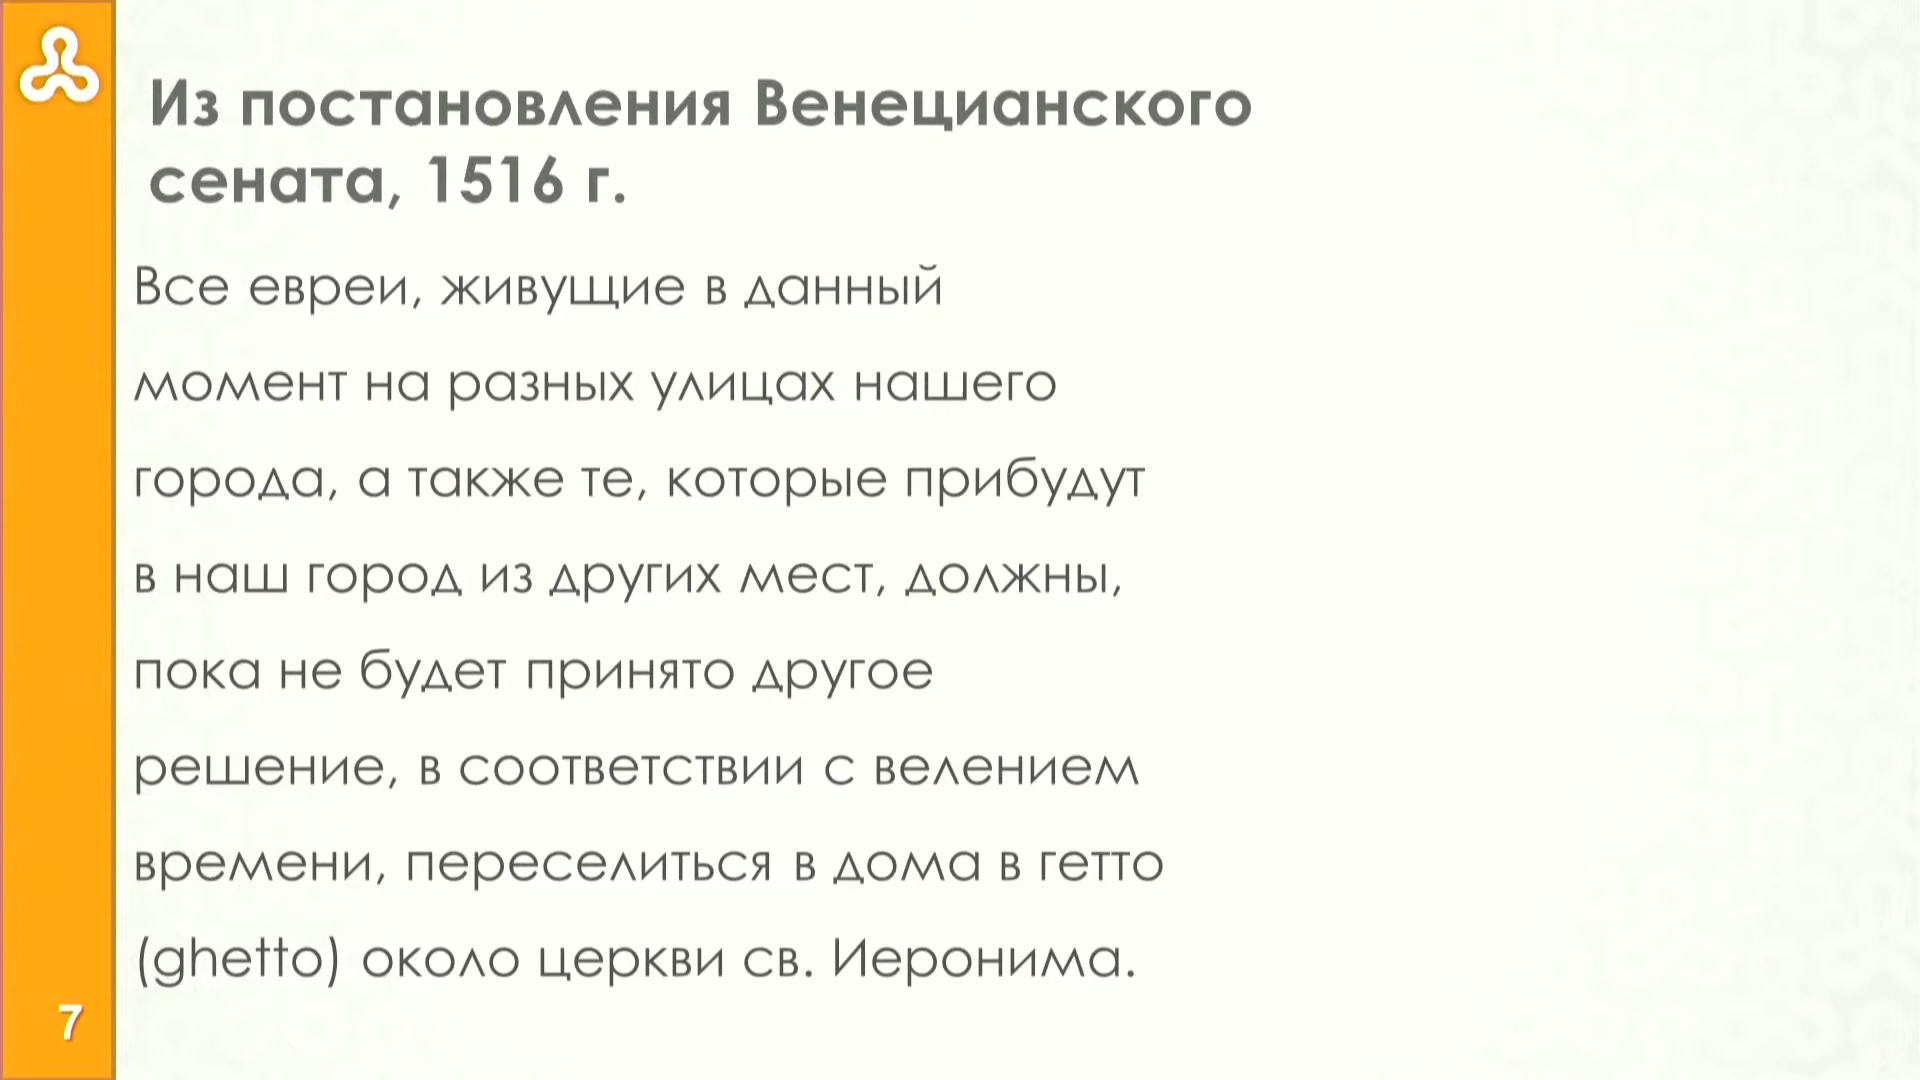 Из постановления Венецианского
сената, 1516 г.
Все евреи, живущие в данный
момент на разных улицах нашего
города, а также те, которые прибудут
в наш город из других мест, должны,
пока не будет принято другое
решение, в соответствии с велением
времени, переселиться в дома в гетто
(ghetto) около церкви св. Иеронима.
7